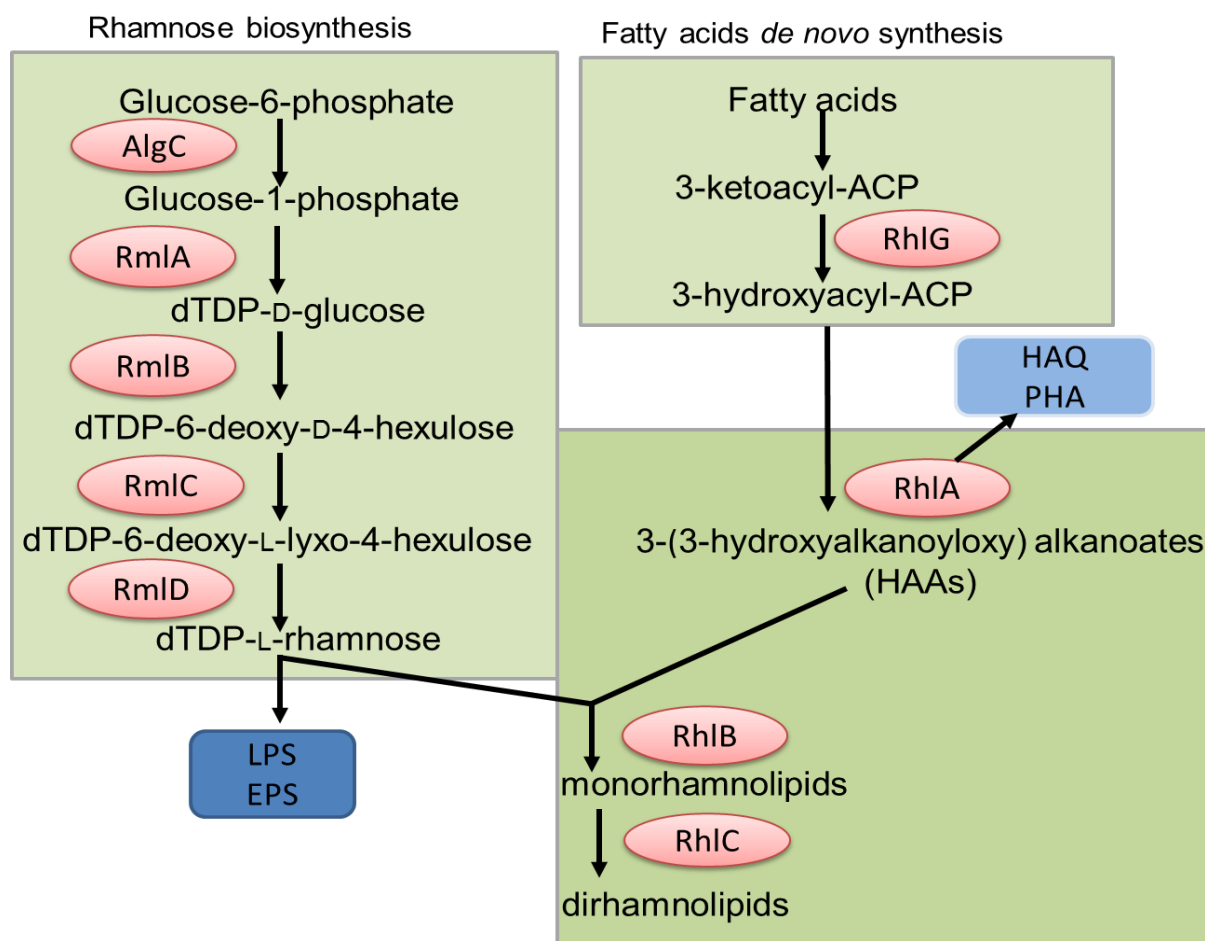 Rhamnose biosynthesis
Glucose-6-phosphate
AlgC
Glucose-1-phosphate
RmlA
dTDP-D-glucose
RmlB
dTDP-6-deoxy-D-4-hexulose
RmlC
dTDP-6-deoxy-L-lyxo-4-hexulose
RmlD
dTDP-L-rhamnose
LPS
EPS
Fatty acids de novo synthesis
Fatty acids
3-ketoacyl-ACP
RhlG
3-hydroxyacyl-ACP
HAQ
PHA
RhlA
3-(3-hydroxyalkanoyloxy) alkanoates
(HAAs)
RhlB
monorhamnolipids
RhlC
dirhamnolipids